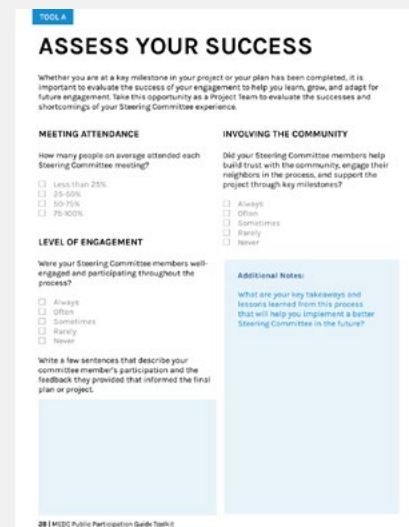 TOOL A
ASSESS YOUR SUCCESS
Whether you are at a key milestone in your project or your plan has been completed, it is
important to evaluate the success of your engagement to help you learn, grow, and adapt for
future engagement. Take this opportunity as a Project Team to evaluate the successes and
shortcomings of your Steering Committee experience.
MEETING ATTENDANCE
How many people on average attended each
Steering Committee meeting?
Less than 25%
25-50%
50-75%
75-100%
LEVEL OF ENGAGEMENT
Were your Steering Committee members well-
engaged and participating throughout the
process?
Always
Often
Sometimes
Rarely
Never
Write a few sentences that describe your
committee member's participation and the
feedback they provided that informed the final
plan or project.
INVOLVING THE COMMUNITY
Did your Steering Committee members help
build trust with the community, engage their
neighbors in the process, and support the
project through key milestones?
Always
Often
Sometimes
Rarely
Never
Additional Notes:
What are your key takeaways and
lessons learned from this process
that will help you implement a better
Steering Committee in the future?
28 | MEDC Public Participation Guide Toolkit